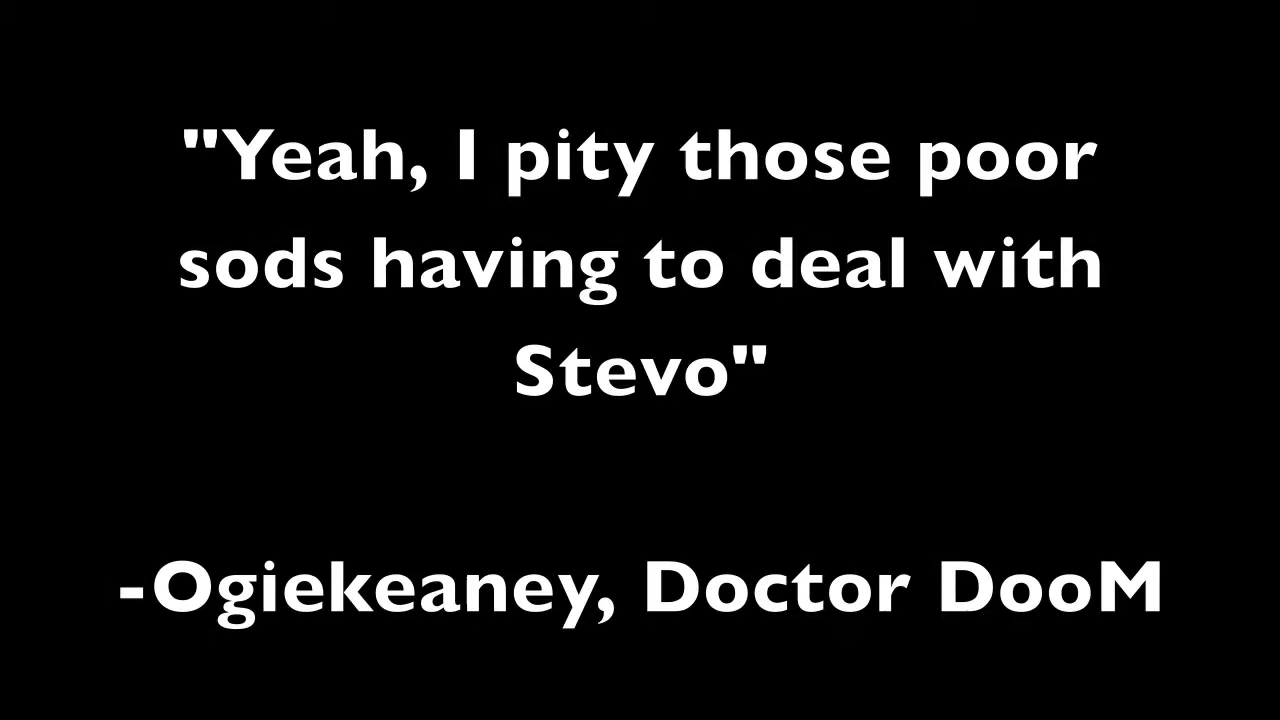 "Yeah, I pity those poor
sods having to deal with
Stevo"
-Ogiekeaney, Doctor DooM